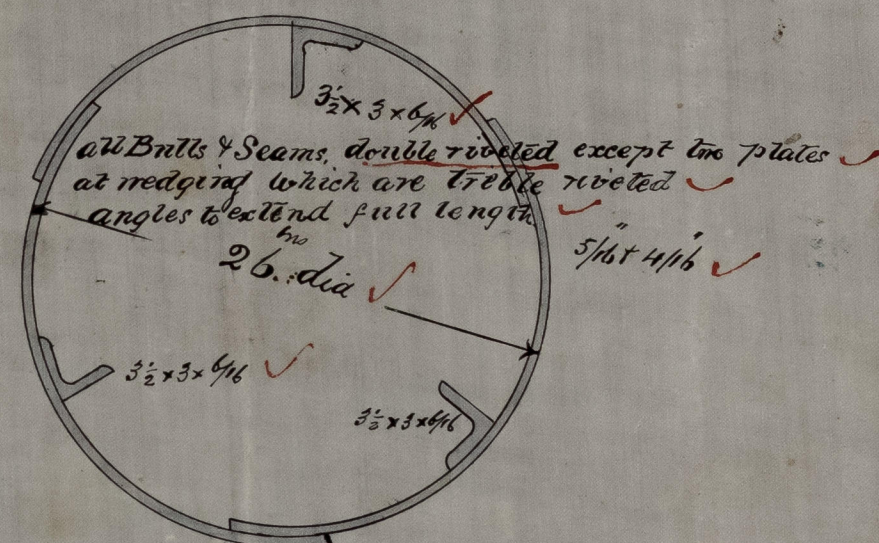 3½ × 3 × 6/16
all Butts & Seams, double riveted except two plates
at wedging which are treble riveted
angles to extend full length
26 ins dia
5/16" + 4/16"
3½ × 3 × 6/16
3½ × 3 × 6/16